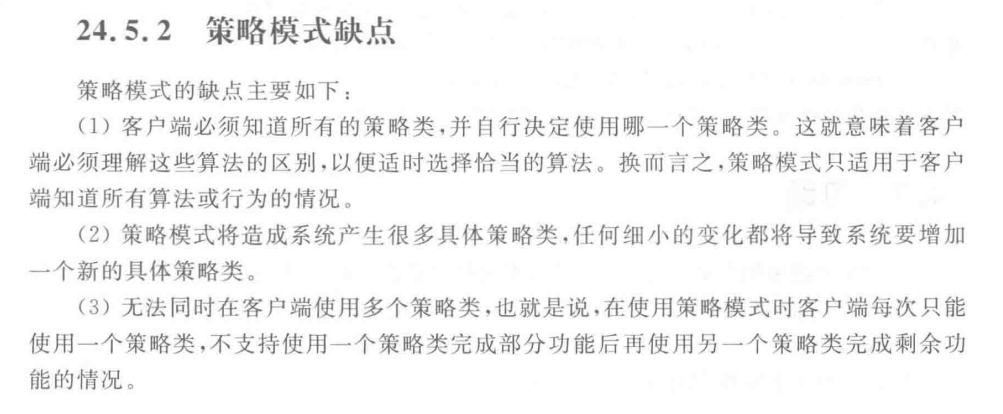 24.5.2 策略模式缺点
策略模式的缺点主要如下：
（1）客户端必须知道所有的策略类，并自行决定使用哪一个策略类。这就意味着客户
端必须理解这些算法的区别，以便适时选择恰当的算法。换而言之，策略模式只适用于客户
端知道所有算法或行为的情况。
（2）策略模式将造成系统产生很多具体策略类，任何细小的变化都将导致系统要增加
一个新的具体策略类。
（3）无法同时在客户端使用多个策略类，也就是说，在使用策略模式时客户端每次只能
使用一个策略类，不支持使用一个策略类完成部分功能后再使用另一个策略类完成剩余功
能的情况。